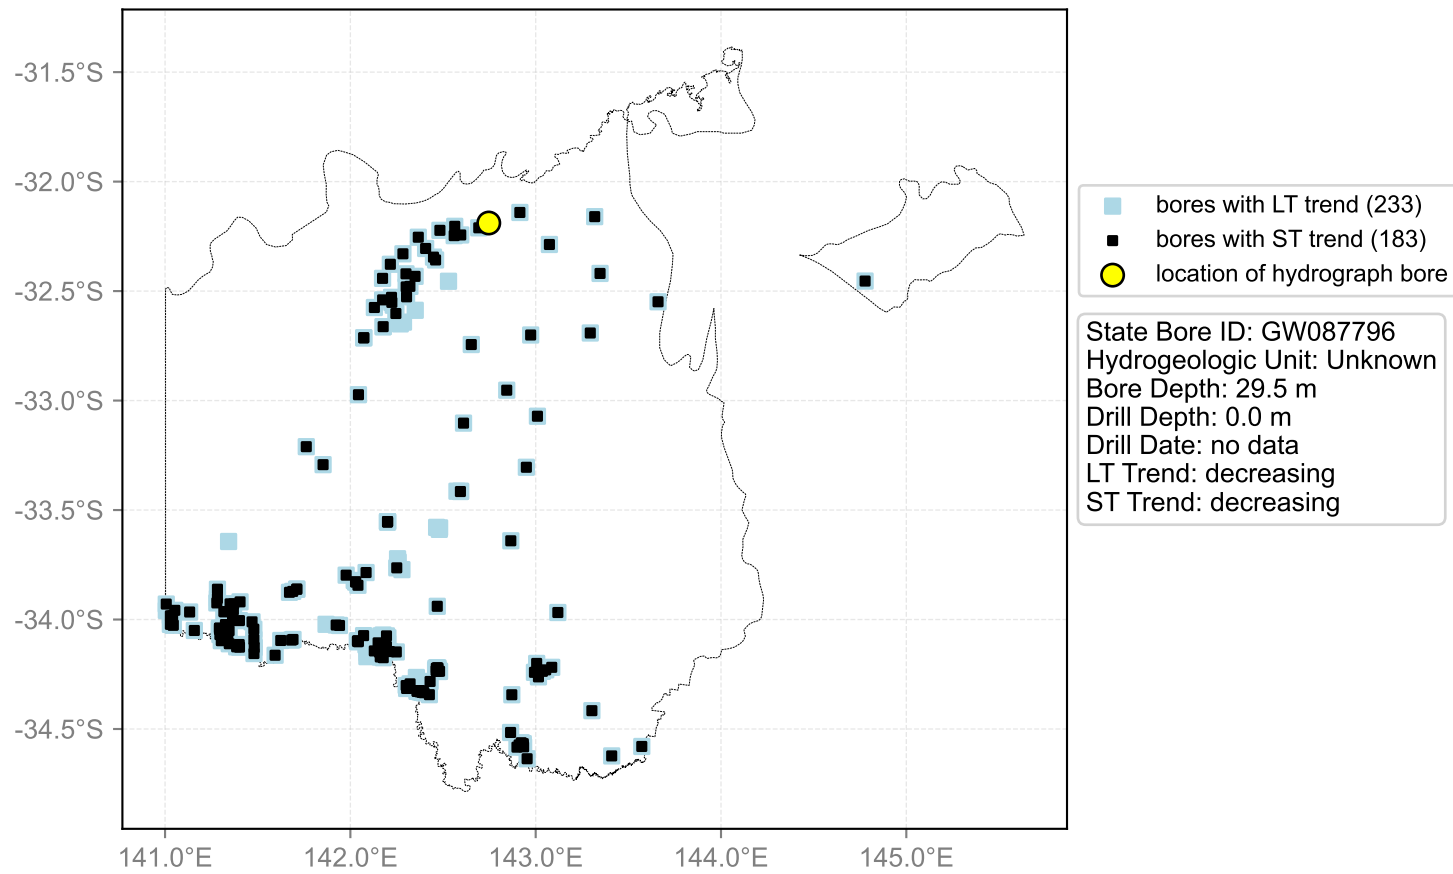 -31.5°S
-32.0°S
-32.5°S
-33.0°S
-33.5°S
-34.0°S
-34.5°S
141.0°E
142.0°E
143.0°E
144.0°E
145.0°E
bores with LT trend (233)
bores with ST trend (183)
location of hydrograph bore
State Bore ID: GW087796
Hydrogeologic Unit: Unknown
Bore Depth: 29.5 m
Drill Depth: 0.0 m
Drill Date: no data
LT Trend: decreasing
ST Trend: decreasing